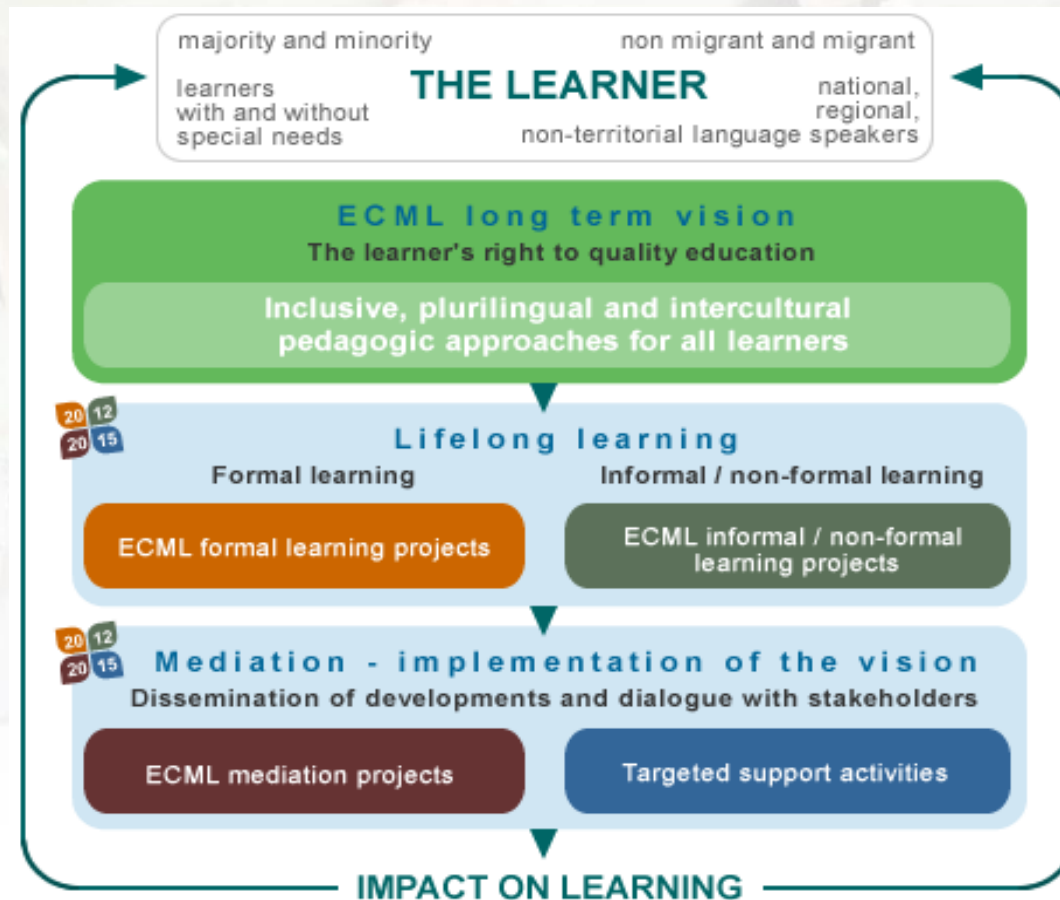 majority and minority
non migrant and migrant
THE LEARNER
learners
with and without
special needs
national,
regional,
non-territorial language speakers
ECML long term vision
The learner's right to quality education
Inclusive, plurilingual and intercultural
pedagogic approaches for all learners
20 12
20 15
Lifelong learning
Formal learning
Informal / non-formal learning
ECML formal learning projects
ECML informal / non-formal
learning projects
20 12
20 15
Mediation - implementation of the vision
Dissemination of developments and dialogue with stakeholders
ECML mediation projects
Targeted support activities
IMPACT ON LEARNING